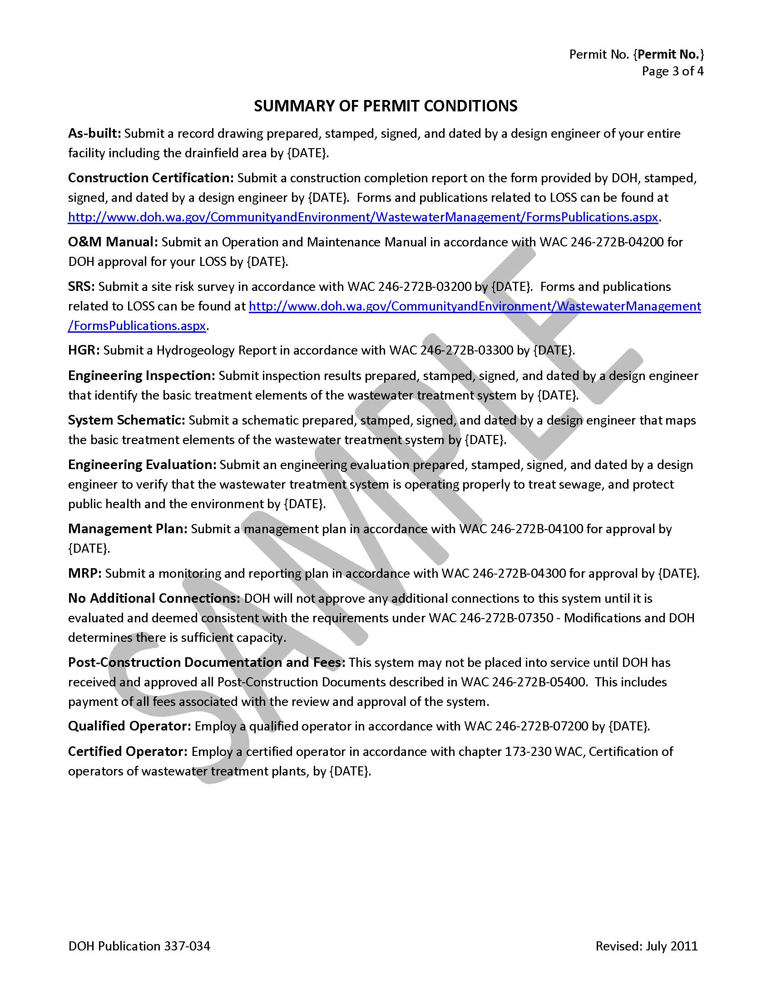 Permit No. {Permit No.}
Page 3 of 4
SUMMARY OF PERMIT CONDITIONS
As-built: Submit a record drawing prepared, stamped, signed, and dated by a design engineer of your entire
facility including the drainfield area by {DATE}.
Construction Certification: Submit a construction completion report on the form provided by DOH, stamped,
signed, and dated by a design engineer by {DATE}.  Forms and publications related to LOSS can be found at
http://www.doh.wa.gov/CommunityandEnvironment/WastewaterManagement/FormsPublications.aspx.
O&M Manual: Submit an Operation and Maintenance Manual in accordance with WAC 246-272B-04200 for
DOH approval for your LOSS by {DATE}.
SRS: Submit a site risk survey in accordance with WAC 246-272B-03200 by {DATE}.  Forms and publications
related to LOSS can be found at http://www.doh.wa.gov/CommunityandEnvironment/WastewaterManagement
/FormsPublications.aspx.
HGR: Submit a Hydrogeology Report in accordance with WAC 246-272B-03300 by {DATE}.
Engineering Inspection: Submit inspection results prepared, stamped, signed, and dated by a design engineer
that identify the basic treatment elements of the wastewater treatment system by {DATE}.
System Schematic: Submit a schematic prepared, stamped, signed, and dated by a design engineer that maps
the basic treatment elements of the wastewater treatment system by {DATE}.
Engineering Evaluation: Submit an engineering evaluation prepared, stamped, signed, and dated by a design
engineer to verify that the wastewater treatment system is operating properly to treat sewage, and protect
public health and the environment by {DATE}.
Management Plan: Submit a management plan in accordance with WAC 246-272B-04100 for approval by
{DATE}.
MRP: Submit a monitoring and reporting plan in accordance with WAC 246-272B-04300 for approval by {DATE}.
No Additional Connections: DOH will not approve any additional connections to this system until it is
evaluated and deemed consistent with the requirements under WAC 246-272B-07350 - Modifications and DOH
determines there is sufficient capacity.
Post-Construction Documentation and Fees: This system may not be placed into service until DOH has
received and approved all Post-Construction Documents described in WAC 246-272B-05400.  This includes
payment of all fees associated with the review and approval of the system.
Qualified Operator: Employ a qualified operator in accordance with WAC 246-272B-07200 by {DATE}.
Certified Operator: Employ a certified operator in accordance with chapter 173-230 WAC, Certification of
operators of wastewater treatment plants, by {DATE}.
SAMPLE
DOH Publication 337-034
Revised: July 2011